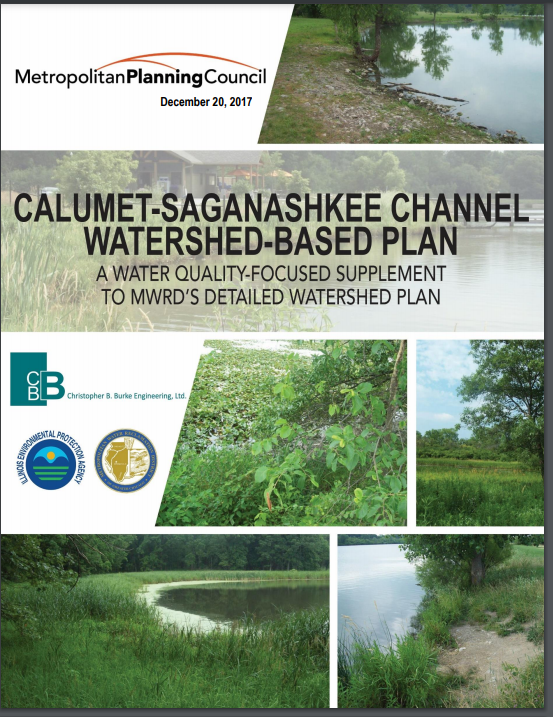 MetropolitanPlanningCouncil
December 20, 2017
CALUMET-SAGANASHKEE CHANNEL
WATERSHED-BASED PLAN
A WATER QUALITY-FOCUSED SUPPLEMENT
TO MWRD'S DETAILED WATERSHED PLAN
CBB
Christopher B. Burke Engineering, Ltd.
ILLINOIS ENVIRONMENTAL PROTECTION AGENCY